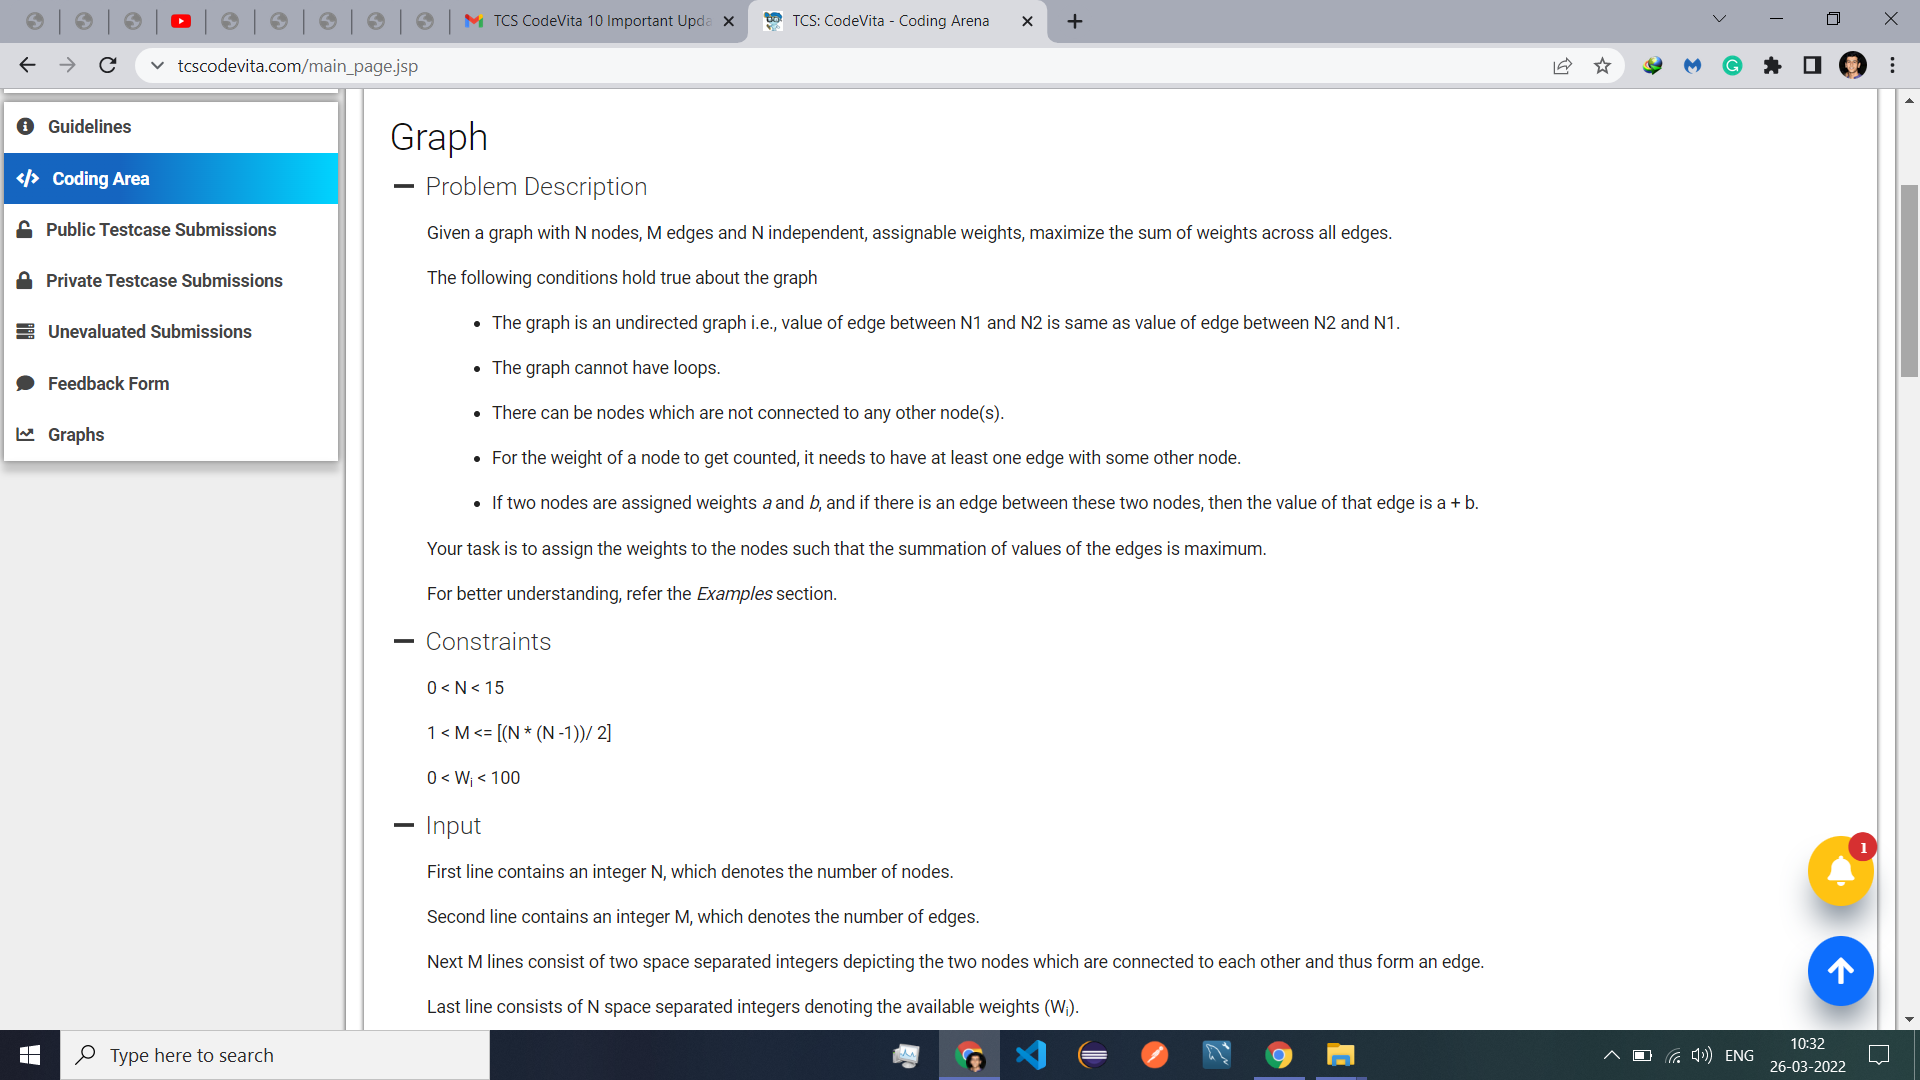 TCS CodeVita 10 Important Upda
TCS: CodeVita - Coding Arena
tcscodevita.com/main_page.jsp
Guidelines
Coding Area
Public Testcase Submissions
Private Testcase Submissions
Unevaluated Submissions
Feedback Form
Graphs
Graph
Problem Description
Given a graph with N nodes, M edges and N independent, assignable weights, maximize the sum of weights across all edges.
The following conditions hold true about the graph
• The graph is an undirected graph i.e., value of edge between N1 and N2 is same as value of edge between N2 and N1.
• The graph cannot have loops.
• There can be nodes which are not connected to any other node(s).
• For the weight of a node to get counted, it needs to have at least one edge with some other node.
• If two nodes are assigned weights a and b, and if there is an edge between these two nodes, then the value of that edge is a + b.
Your task is to assign the weights to the nodes such that the summation of values of the edges is maximum.
For better understanding, refer the Examples section.
Constraints
0 < N < 15
1 < M <= [(N * (N -1))/ 2]
0 < Wi < 100
Input
First line contains an integer N, which denotes the number of nodes.
Second line contains an integer M, which denotes the number of edges.
Next M lines consist of two space separated integers depicting the two nodes which are connected to each other and thus form an edge.
Last line consists of N space separated integers denoting the available weights (Wi).
1
Type here to search
ENG
10:32
26-03-2022